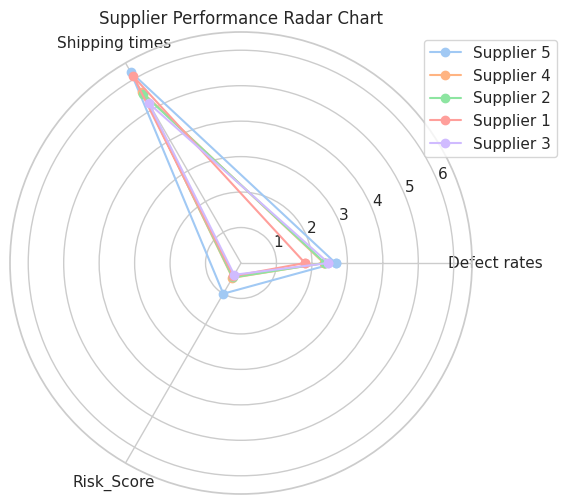 Supplier Performance Radar Chart
Shipping times
Supplier 5
Supplier 4
Supplier 2
Supplier 1
Supplier 3
6
5
4
3
2
1
Defect rates
Risk_Score